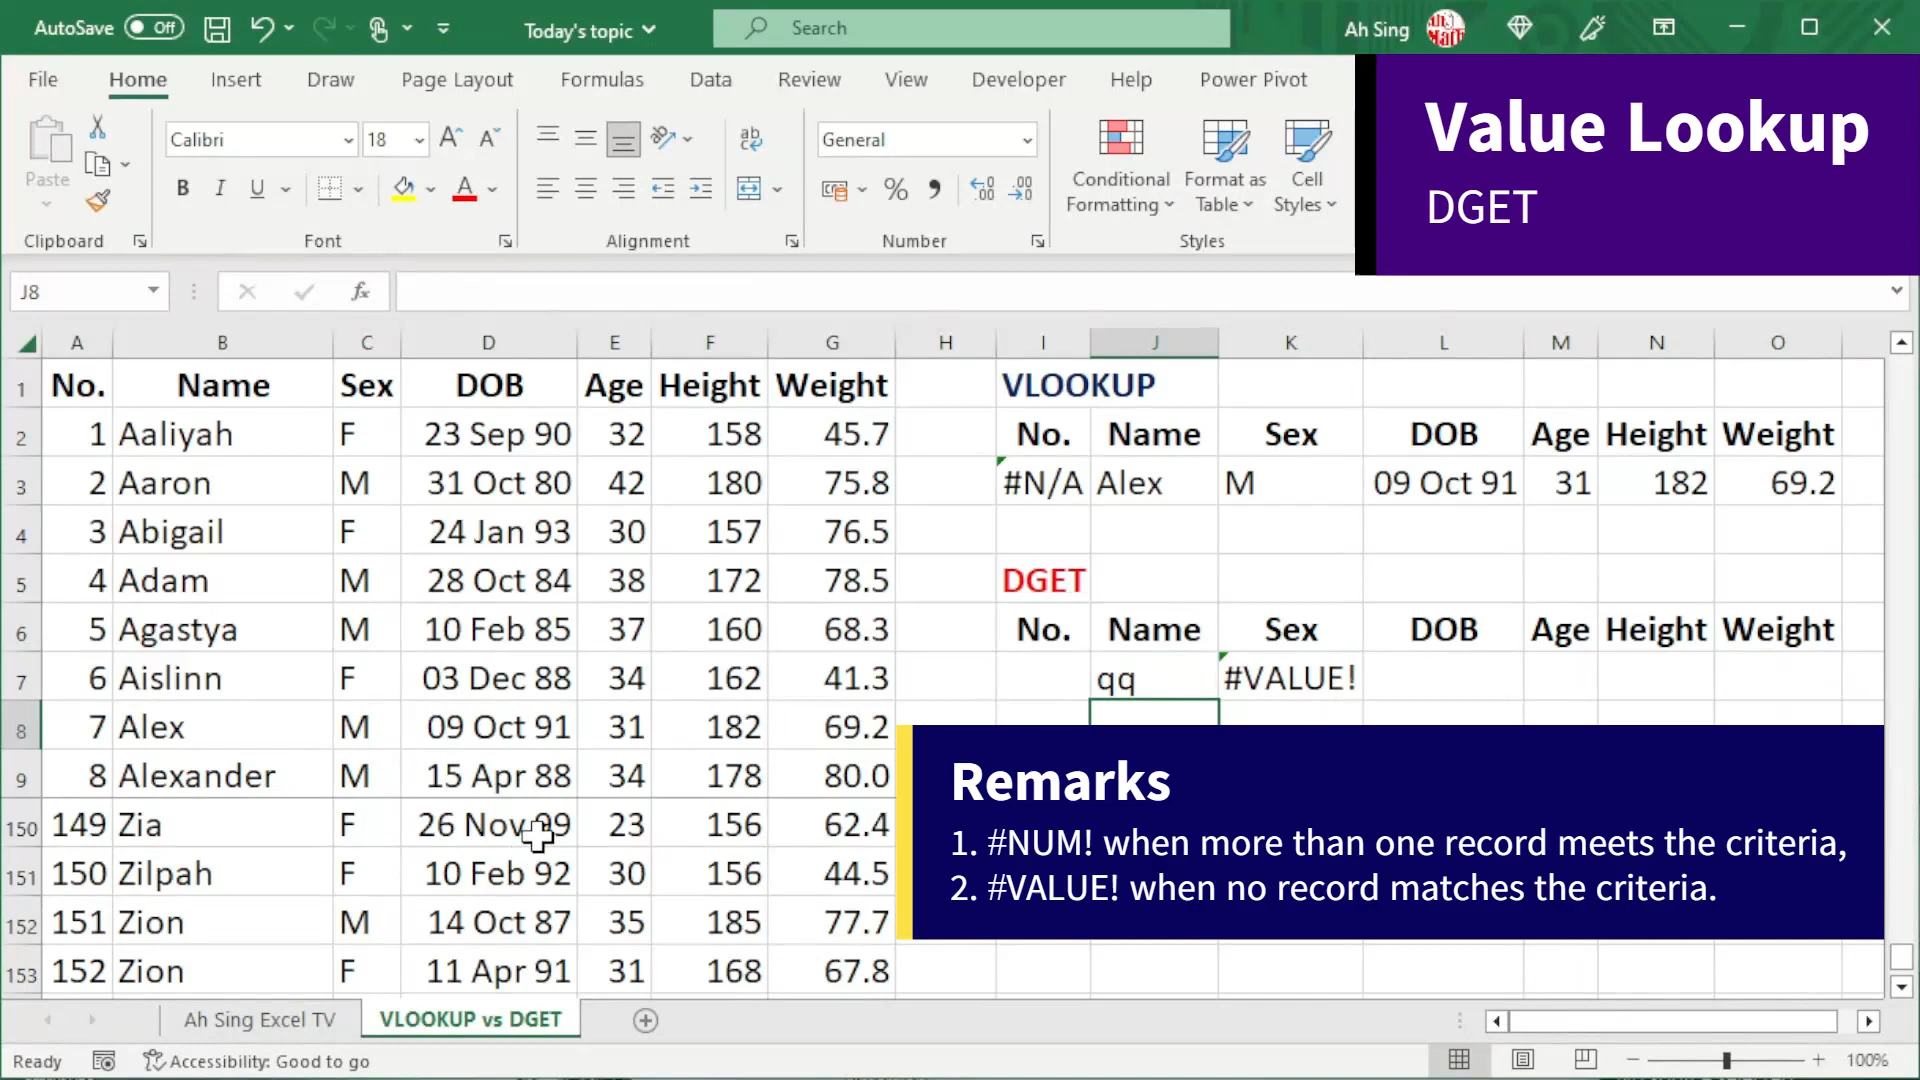 AutoSave Off Today's topic Search Ah Sing
Value Lookup
DGET
File Home Insert Draw Page Layout Formulas Data Review View Developer Help Power Pivot
Calibri 18 General
Paste
B I U
Conditional Formatting
Format as Table
Cell Styles
Clipboard Font Alignment Number Styles
J8 fx
A B C D E F G H I J K L M N O
1 No. Name Sex DOB Age Height Weight VLOOKUP
2 1 Aaliyah F 23 Sep 90 32 158 45.7 No. Name Sex DOB Age Height Weight
3 2 Aaron M 31 Oct 80 42 180 75.8 #N/A Alex M 09 Oct 91 31 182 69.2
4 3 Abigail F 24 Jan 93 30 157 76.5
5 4 Adam M 28 Oct 84 38 172 78.5 DGET
6 5 Agastya M 10 Feb 85 37 160 68.3 No. Name Sex DOB Age Height Weight
7 6 Aislinn F 03 Dec 88 34 162 41.3 qq #VALUE!
8 7 Alex M 09 Oct 91 31 182 69.2
9 8 Alexander M 15 Apr 88 34 178 80.0
150 149 Zia F 26 Nov 99 23 156 62.4
151 150 Zilpah F 10 Feb 92 30 156 44.5
152 151 Zion M 14 Oct 87 35 185 77.7
153 152 Zion F 11 Apr 91 31 168 67.8
Remarks
1. #NUM! when more than one record meets the criteria,
2. #VALUE! when no record matches the criteria.
Ah Sing Excel TV VLOOKUP vs DGET
Ready Accessibility: Good to go 100%